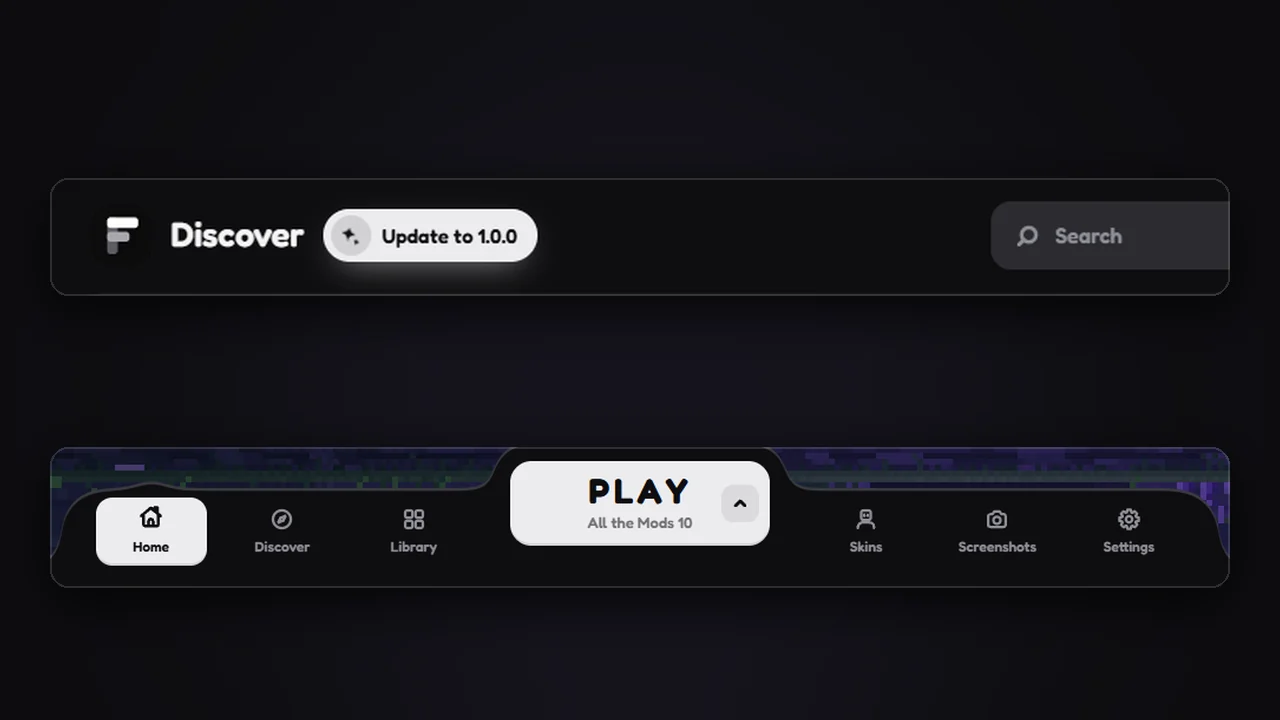 Discover
Update to 1.0.0
Search
PLAY
All the Mods 10
Home
Discover
Library
Skins
Screenshots
Settings